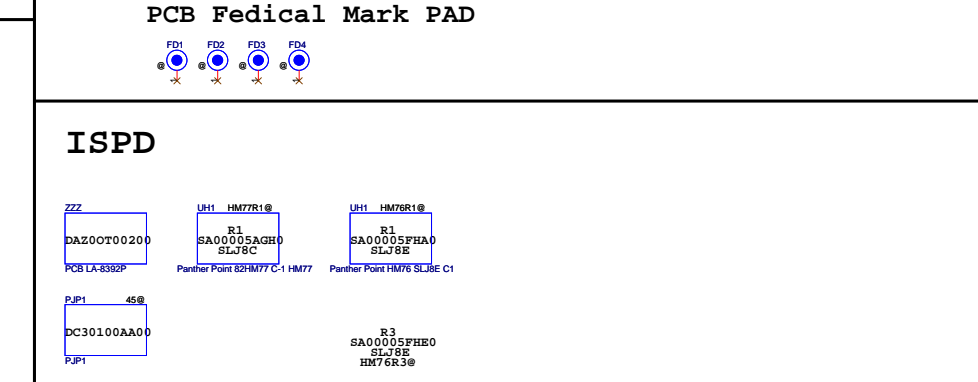 PCB Fedical Mark PAD
FD1 FD2 FD3 FD4
@ @ @ @
ISPD
ZZZ UH1 HM77R1@ UH1 HM76R1@
R1 R1
DAZ0OT00200 SA00005AGH0 SA00005FHA0
SLJ8C SLJ8E
PCB LA-8392P Panther Point 82HM77 C-1 HM77 Panther Point HM76 SLJ8E C1
PJP1 45@
DC30100AA00 R3
SA00005FHE0
SLJ8E
PJP1 HM76R3@